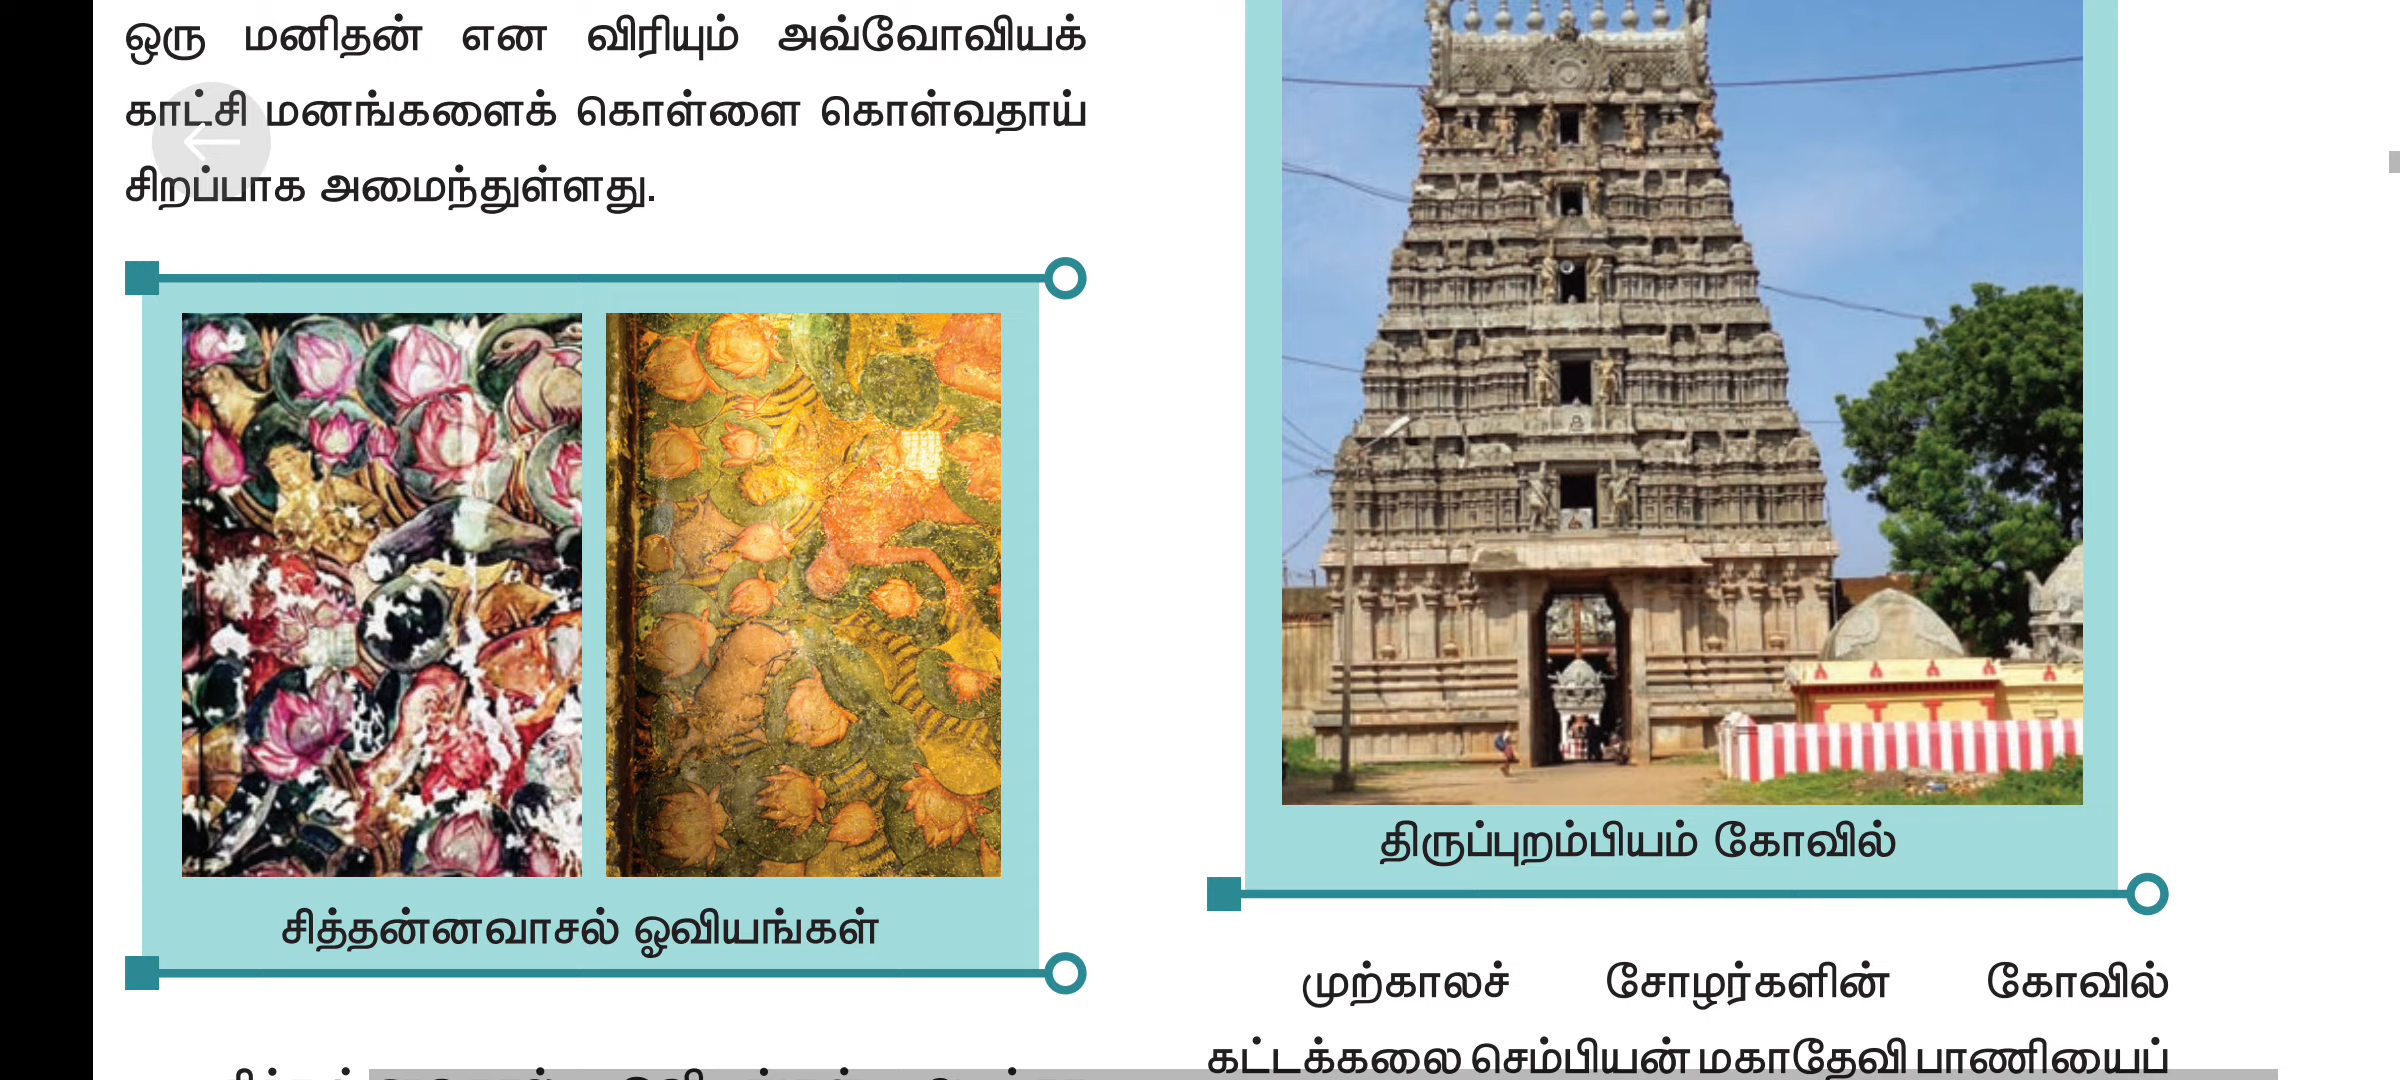 ஒரு மனிதன் என விரியும் அவ்வோவியக்
காட்சி மனங்களைக் கொள்ளை கொள்வதாய்
சிறப்பாக அமைந்துள்ளது.
சித்தன்னவாசல் ஓவியங்கள்
திருப்புறம்பியம் கோவில்
முற்காலச் சோழர்களின் கோவில்
கட்டக்கலை செம்பியன் மகாதேவி பாணியைப்